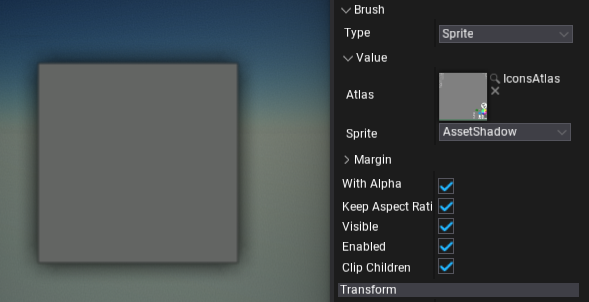 Brush
Type
Sprite
Value
Atlas
IconsAtlas
Sprite
AssetShadow
Margin
With Alpha
Keep Aspect Rati
Visible
Enabled
Clip Children
Transform